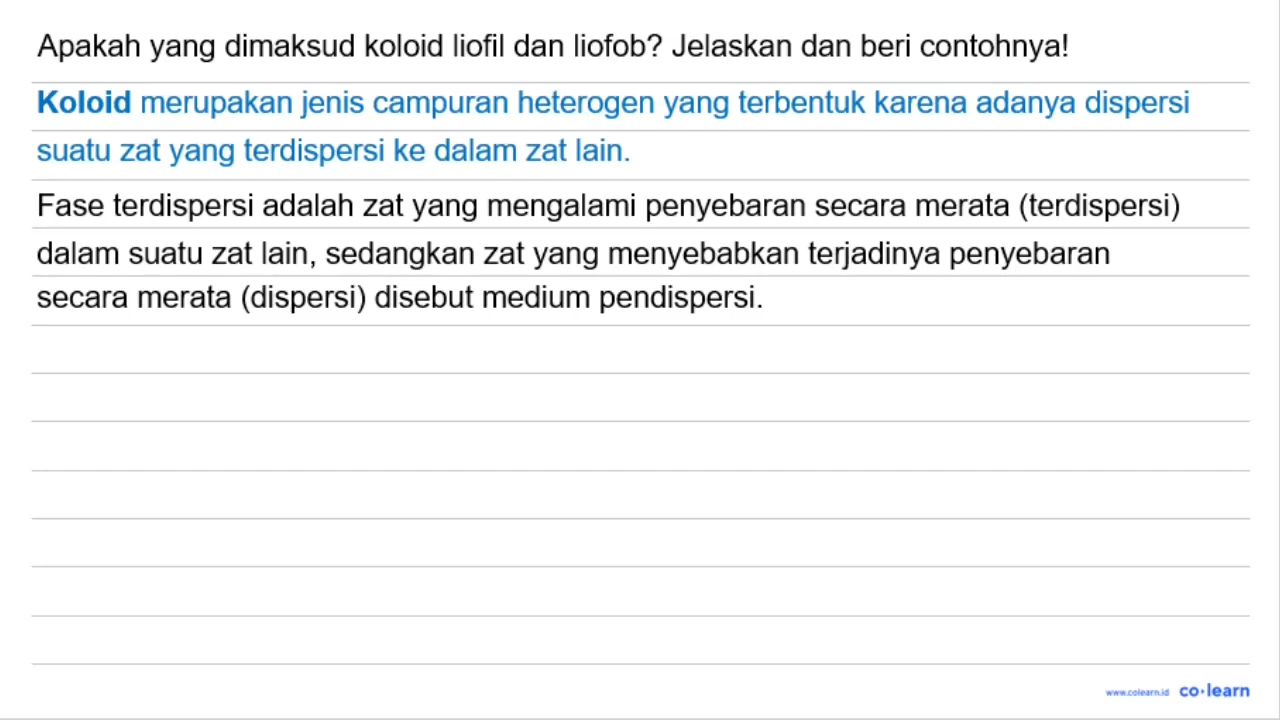 Apakah yang dimaksud koloid liofil dan liofob? Jelaskan dan beri contohnya!
Koloid merupakan jenis campuran heterogen yang terbentuk karena adanya dispersi
suatu zat yang terdispersi ke dalam zat lain.
Fase terdispersi adalah zat yang mengalami penyebaran secara merata (terdispersi)
dalam suatu zat lain, sedangkan zat yang menyebabkan terjadinya penyebaran
secara merata (dispersi) disebut medium pendispersi.
www.colearn.id co·learn